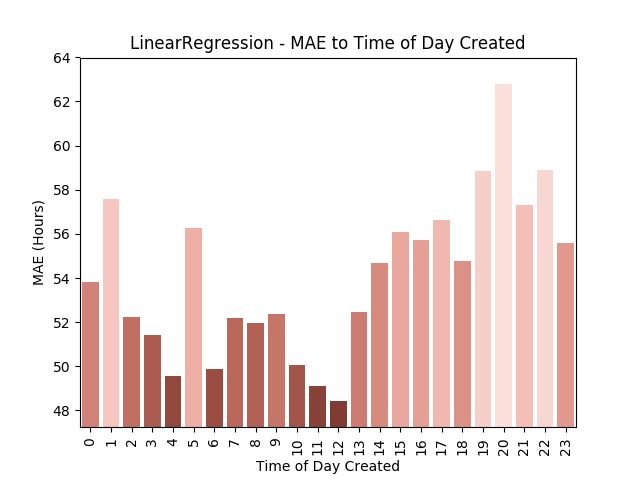 LinearRegression - MAE to Time of Day Created
64
62
60
58
56
54
52
50
48
MAE (Hours)
0 1 2 3 4 5 6 7 8 9 10 11 12 13 14 15 16 17 18 19 20 21 22 23
Time of Day Created